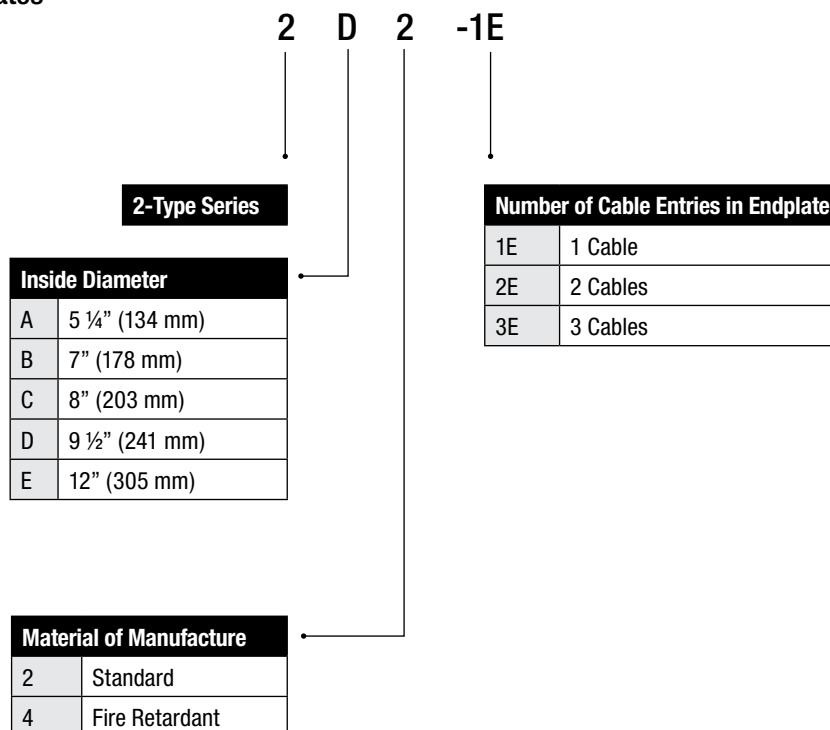 2 D 2 -1E
2-Type Series
Number of Cable Entries in Endplate
1E 1 Cable
2E 2 Cables
3E 3 Cables
Inside Diameter
A 5 ¼” (134 mm)
B 7” (178 mm)
C 8” (203 mm)
D 9 ½” (241 mm)
E 12” (305 mm)
Material of Manufacture
2 Standard
4 Fire Retardant